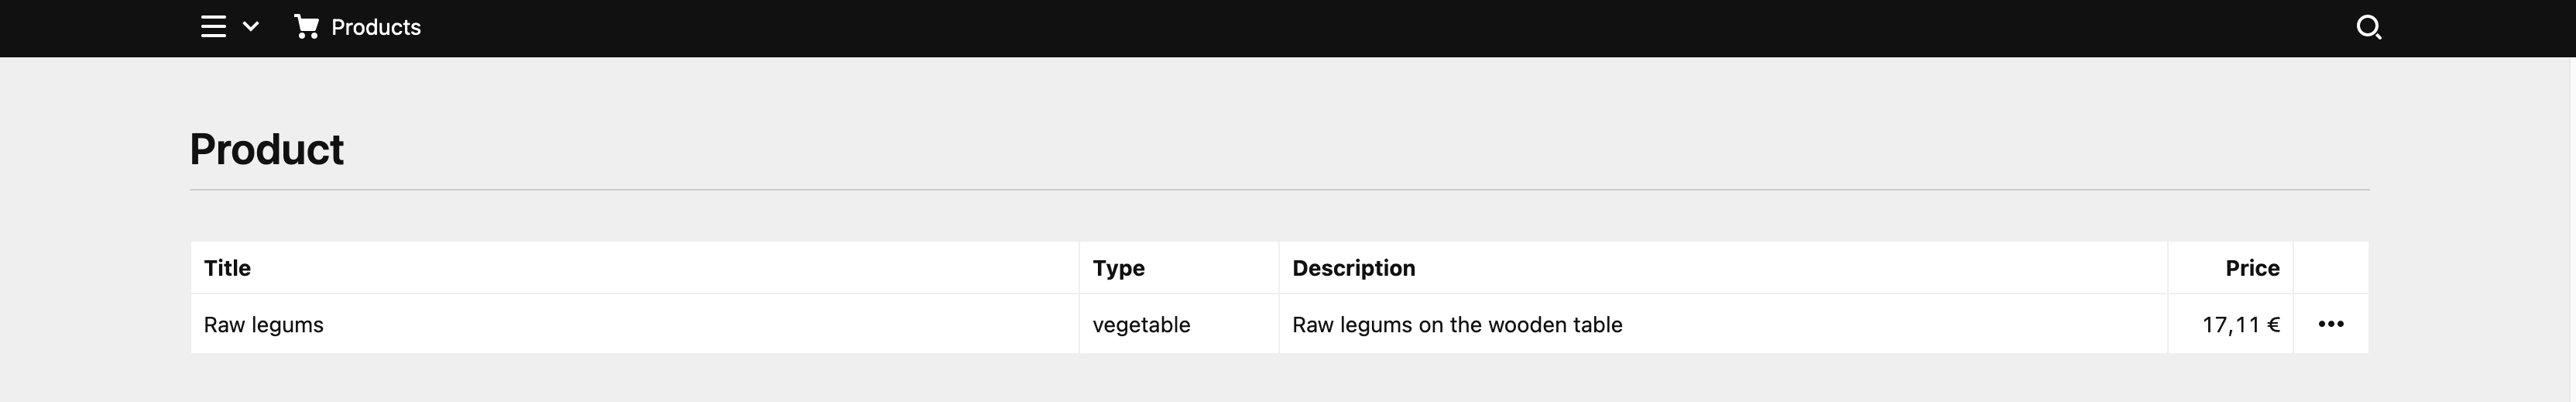 Products
Product
Title Type Description Price
Raw legums vegetable Raw legums on the wooden table 17,11 €